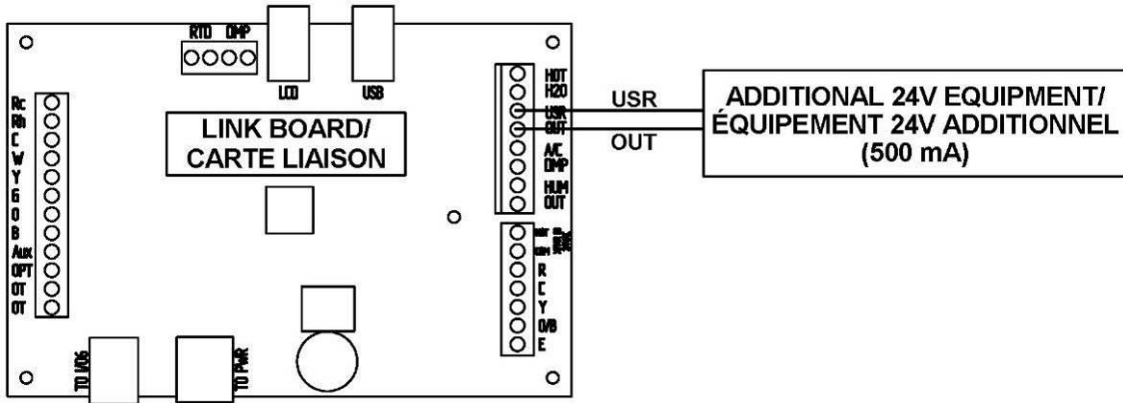 RTD DMP
LCD
USB
LINK BOARD/
CARTE LIAISON
Rc
Rh
C
W
Y
G
O
B
Aux
OPT
OT
OT
HOT
H2O
USR
OUT
A/C
DMP
HUM
OUT
R
C
Y
O/B
E
TO I/O6
TO PWR
USR
OUT
ADDITIONAL 24V EQUIPMENT/
ÉQUIPEMENT 24V ADDITIONNEL
(500 mA)